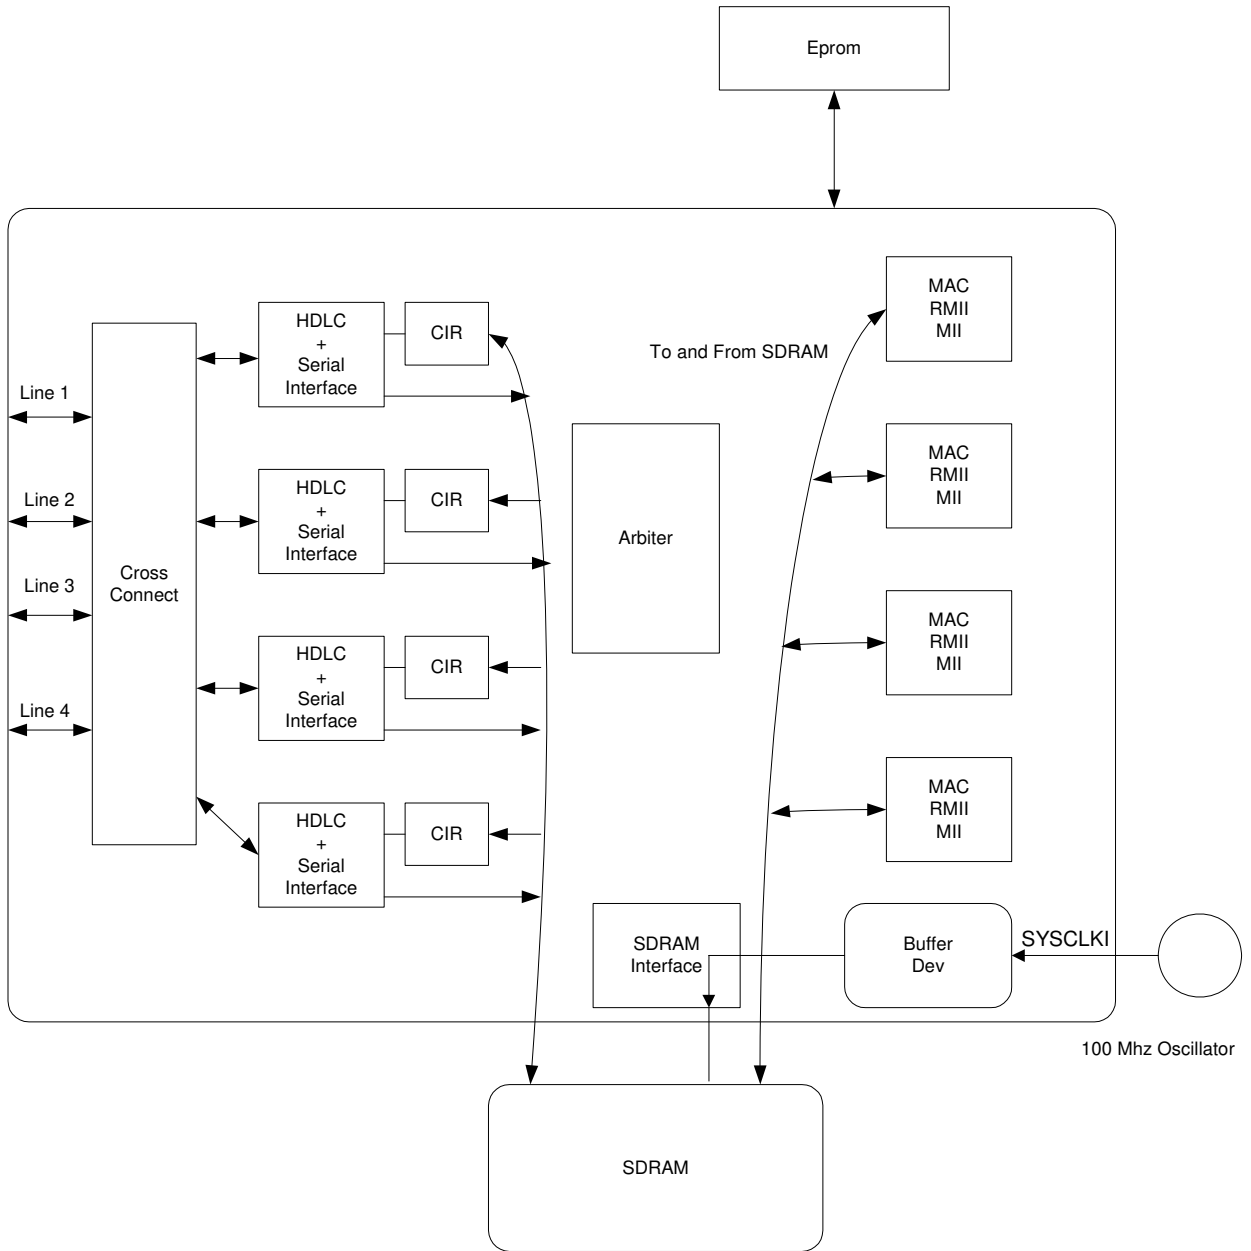 Eprom
MAC
RMII
MII
HDLC
+
Serial
Interface
CIR
To and From SDRAM
Line 1
MAC
RMII
MII
HDLC
+
Serial
Interface
CIR
Line 2
Arbiter
Cross
Connect
Line 3
MAC
RMII
MII
HDLC
+
Serial
Interface
CIR
Line 4
MAC
RMII
MII
HDLC
+
Serial
Interface
CIR
SDRAM
Interface
Buffer
Dev
SYSCLKI
100 Mhz Oscillator
SDRAM